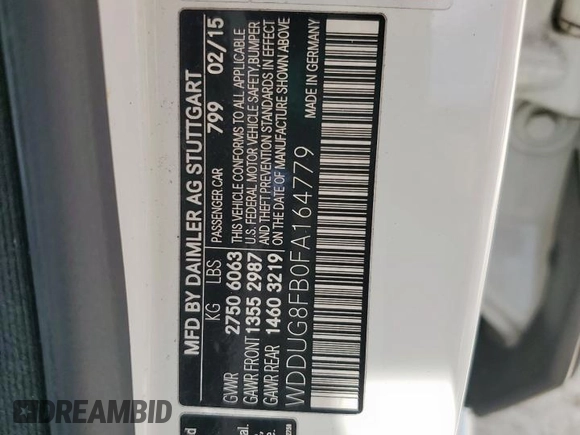 MFD BY DAIMLER AG STUTTGART
KG LBS PASSENGER CAR 799 02/15
GVWR 2750 6063 THIS VEHICLE CONFORMS TO ALL APPLICABLE
GAWR FRONT 1355 2987 U.S. FEDERAL MOTOR VEHICLE SAFETY, BUMPER
GAWR REAR 1460 3219 AND THEFT PREVENTION STANDARDS IN EFFECT
ON THE DATE OF MANUFACTURE SHOWN ABOVE
WDDUG8FB0FA164779 MADE IN GERMANY
DREAMBID